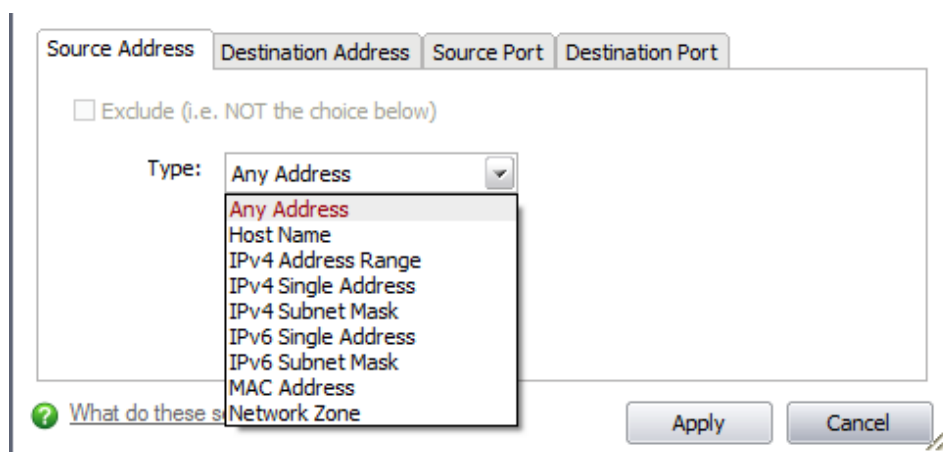 Source Address Destination Address Source Port Destination Port
Exclude (i.e. NOT the choice below)
Type: Any Address
Any Address
Host Name
IPv4 Address Range
IPv4 Single Address
IPv4 Subnet Mask
IPv6 Single Address
IPv6 Subnet Mask
MAC Address
Network Zone
What do these
Apply Cancel